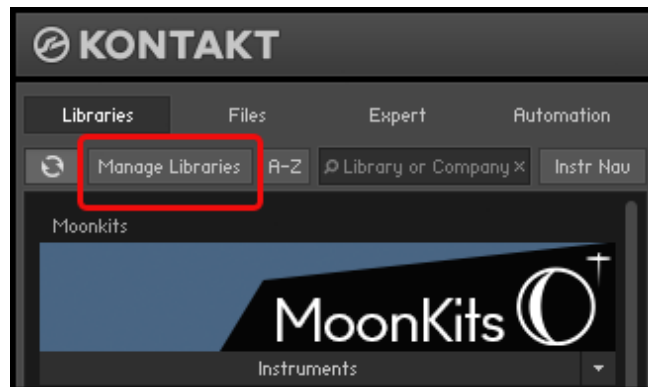 KONTAKT
Libraries Files Expert Automation
Manage Libraries A-Z Library or Company × Instr Nav
Moonkits
MoonKits
Instruments